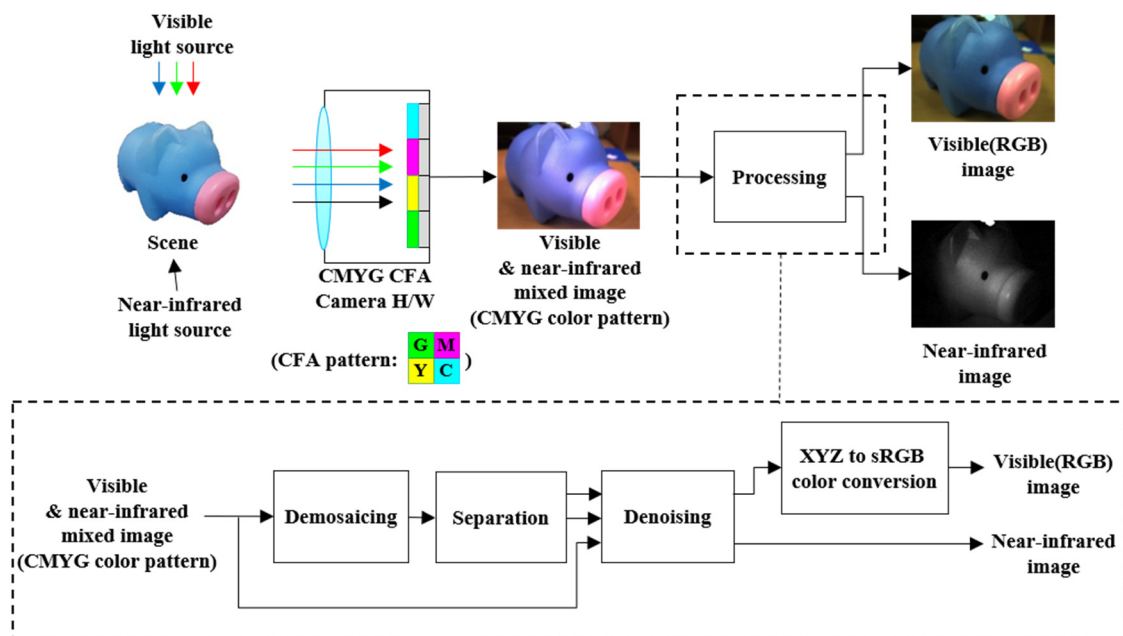 Visible
light source
Scene
Near-infrared
light source
CMYG CFA
Camera H/W
(CFA pattern:
G M
Y C
)
Visible
& near-infrared
mixed image
(CMYG color pattern)
Processing
Visible(RGB)
image
Near-infrared
image
Visible
& near-infrared
mixed image
(CMYG color pattern)
Demosaicing
Separation
Denoising
XYZ to sRGB
color conversion
Visible(RGB)
image
Near-infrared
image